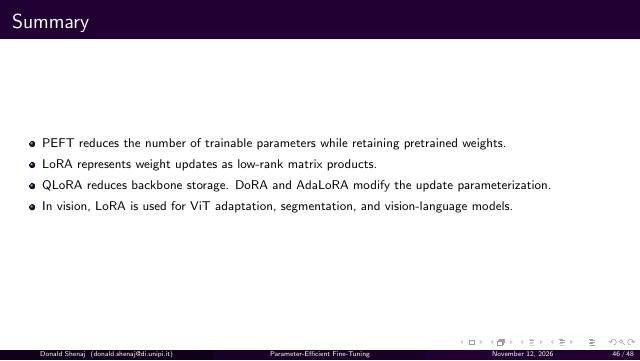 Summary
PEFT reduces the number of trainable parameters while retaining pretrained weights.
LoRA represents weight updates as low-rank matrix products.
QLoRA reduces backbone storage. DoRA and AdaLoRA modify the update parameterization.
In vision, LoRA is used for ViT adaptation, segmentation, and vision-language models.
Donald Shenaj (donald.shenaj@di.unipi.it) Parameter-Efficient Fine-Tuning November 12, 2026 46 / 48